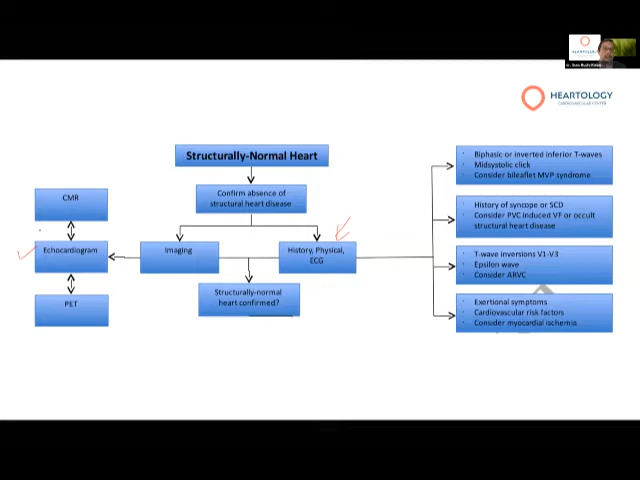 HEARTOLOGY
CARDIOVASCULAR CENTER
Structurally-Normal Heart
Confirm absence of
structural heart disease
CMR
Echocardiogram
PET
Imaging
History, Physical,
ECG
Structurally-normal
heart confirmed?
Biphasic or inverted inferior T-waves
Midsystolic click
Consider bileaflet MVP syndrome
History of syncope or SCD
Consider PVC induced VF or occult
structural heart disease
T-wave inversions V1-V3
Epsilon wave
Consider ARVC
Exertional symptoms
Cardiovascular risk factors
Consider myocardial ischemia